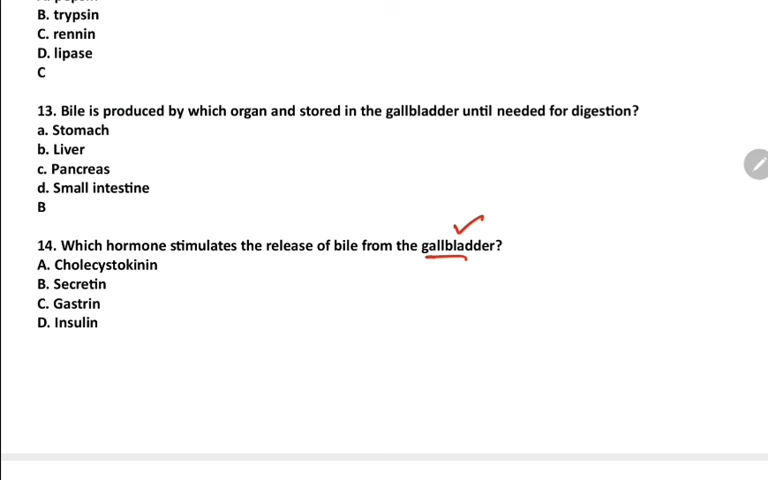 B. trypsin
C. rennin
D. lipase
C
13. Bile is produced by which organ and stored in the gallbladder until needed for digestion?
a. Stomach
b. Liver
c. Pancreas
d. Small intestine
B
14. Which hormone stimulates the release of bile from the gallbladder?
A. Cholecystokinin
B. Secretin
C. Gastrin
D. Insulin